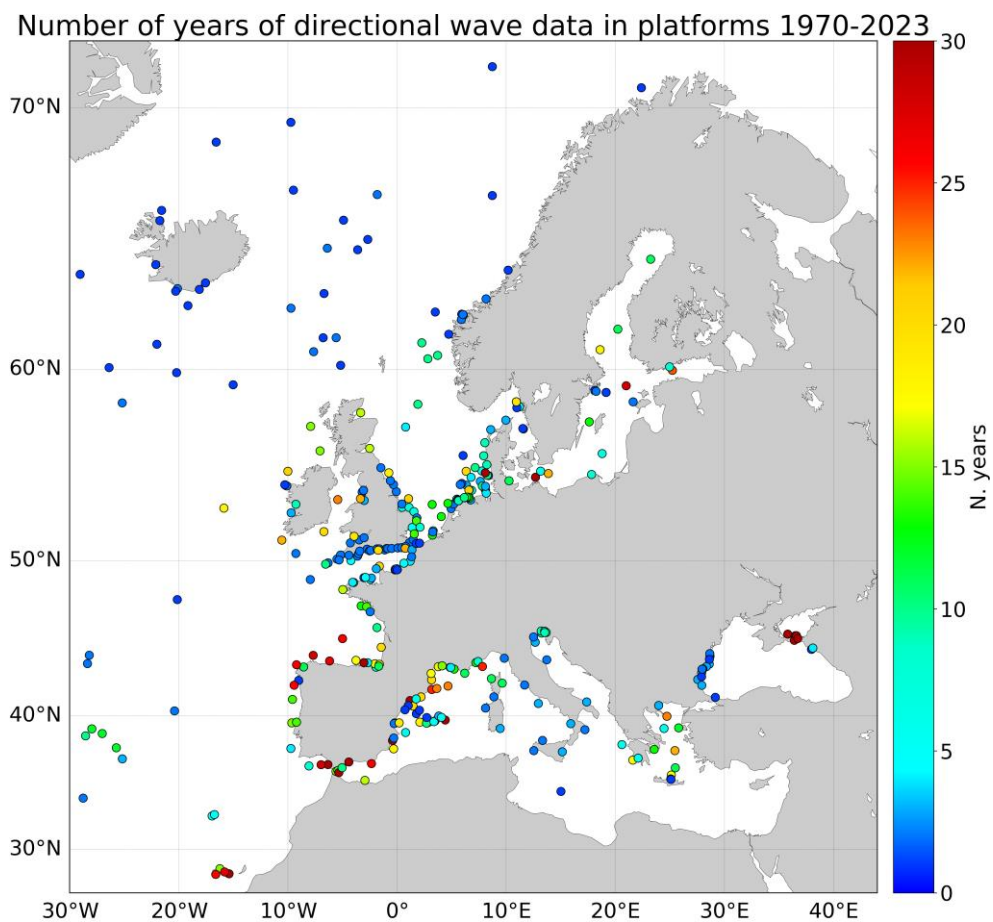 Number of years of directional wave data in platforms 1970-2023
70°N
60°N
50°N
40°N
30°N
30°W
20°W
10°W
0°
10°E
20°E
30°E
40°E
30
25
20
15
10
5
0
N. years